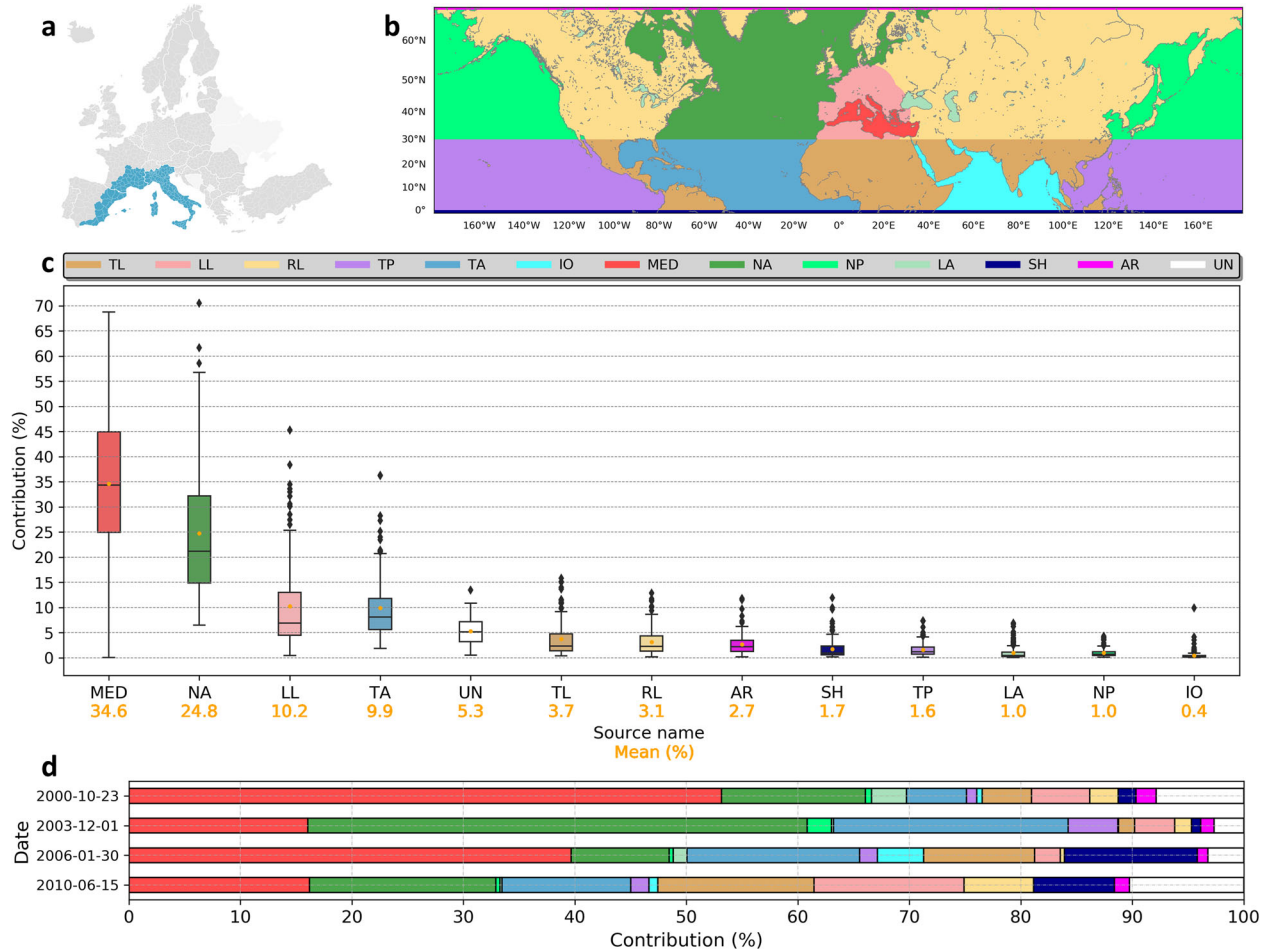 a
b
60°N
50°N
40°N
30°N
20°N
10°N
0°
160°W 140°W 120°W 100°W 80°W 60°W 40°W 20°W 0° 20°E 40°E 60°E 80°E 100°E 120°E 140°E 160°E
c
TL LL RL TP TA IO MED NA NP LA SH AR UN
Contribution (%)
70
65
60
55
50
45
40
35
30
25
20
15
10
5
0
MED NA LL TA UN TL RL AR SH TP LA NP IO
34.6 24.8 10.2 9.9 5.3 3.7 3.1 2.7 1.7 1.6 1.0 1.0 0.4
Source name
Mean (%)
d
Date
2000-10-23
2003-12-01
2006-01-30
2010-06-15
0 10 20 30 40 50 60 70 80 90 100
Contribution (%)